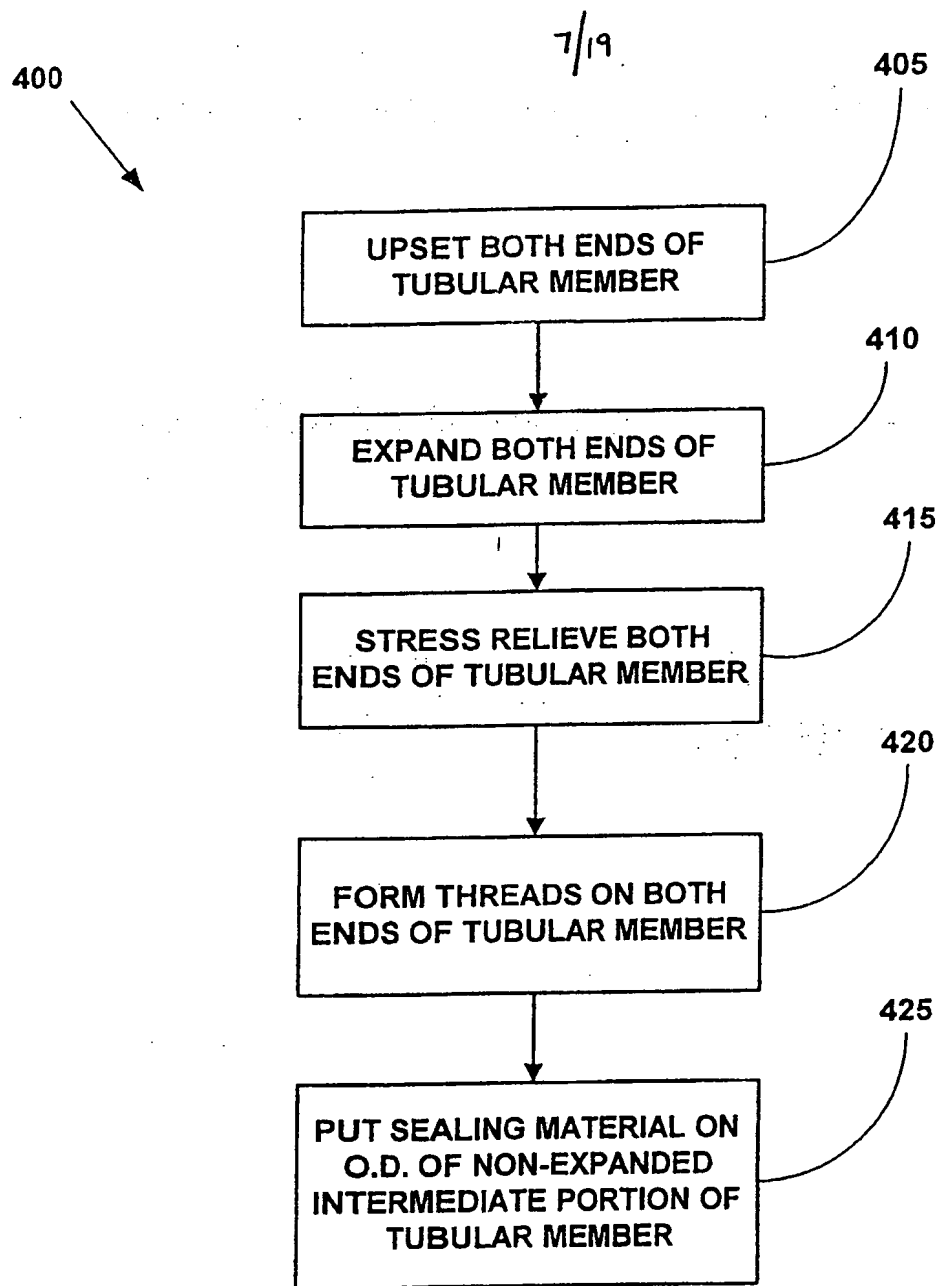 7/19
400
405
UPSET BOTH ENDS OF
TUBULAR MEMBER
410
EXPAND BOTH ENDS OF
TUBULAR MEMBER
415
STRESS RELIEVE BOTH
ENDS OF TUBULAR MEMBER
420
FORM THREADS ON BOTH
ENDS OF TUBULAR MEMBER
425
PUT SEALING MATERIAL ON
O.D. OF NON-EXPANDED
INTERMEDIATE PORTION OF
TUBULAR MEMBER